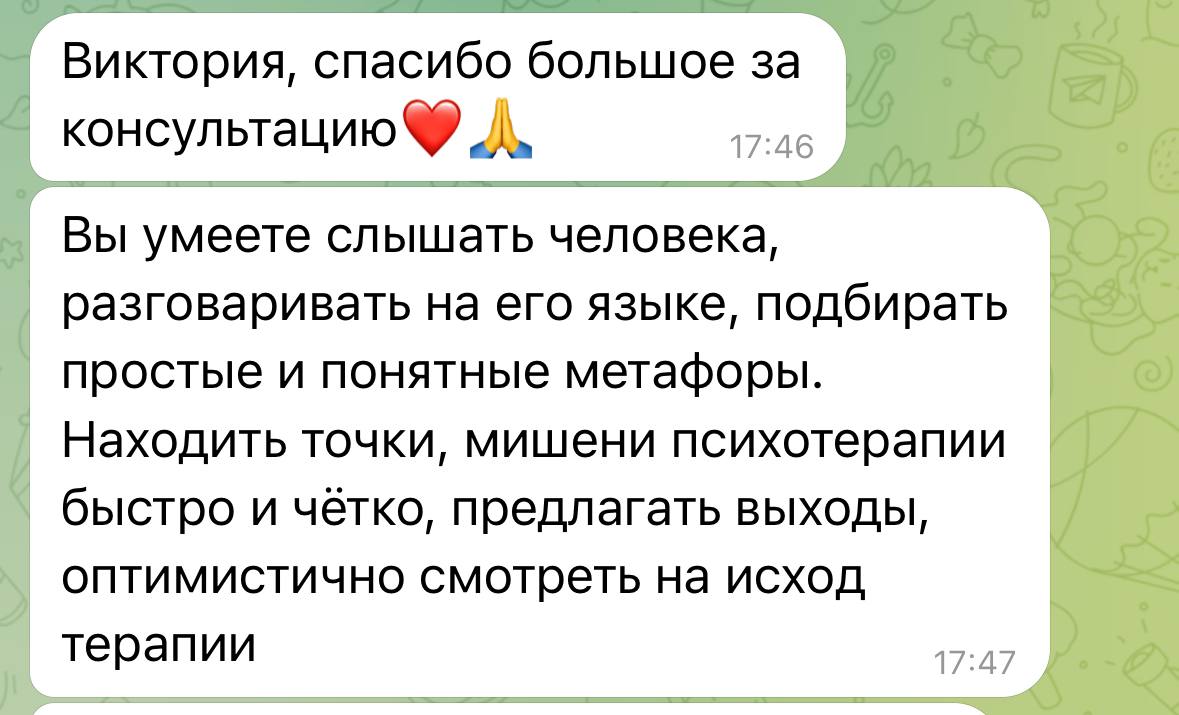 Виктория, спасибо большое за
консультацию❤️🙏
17:46
Вы умеете слышать человека,
разговаривать на его языке, подбирать
простые и понятные метафоры.
Находить точки, мишени психотерапии
быстро и чётко, предлагать выходы,
оптимистично смотреть на исход
терапии
17:47